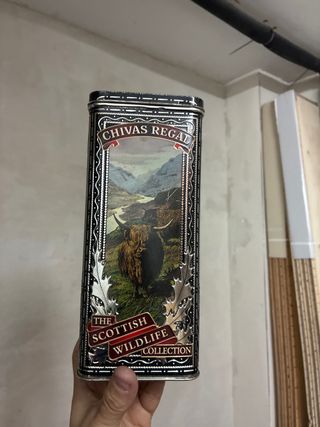 CHIVAS REGAL
THE
SCOTTISH
WILDLIFE
COLLECTION